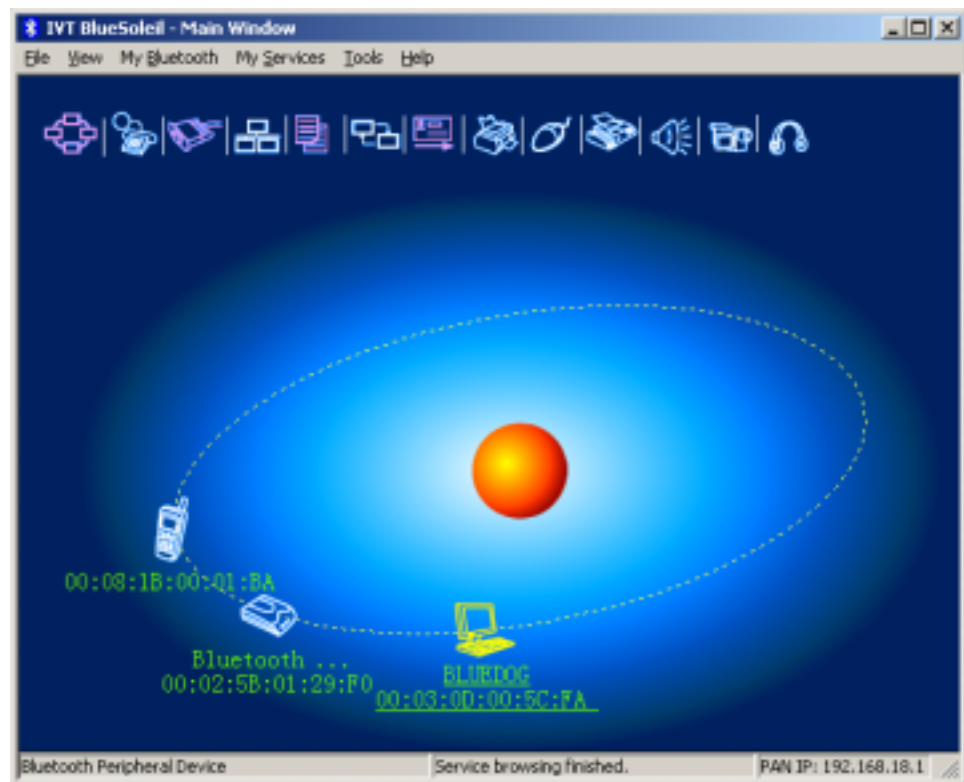 IVT BlueSoleil - Main Window
File View My Bluetooth My Services Tools Help
00:08:1B:00:01:BA
Bluetooth ...
00:02:5B:01:29:F0
BLUEDOG
00:03:0D:00:5C:FA
Bluetooth Peripheral Device Service browsing finished. PAN IP: 192.168.18.1